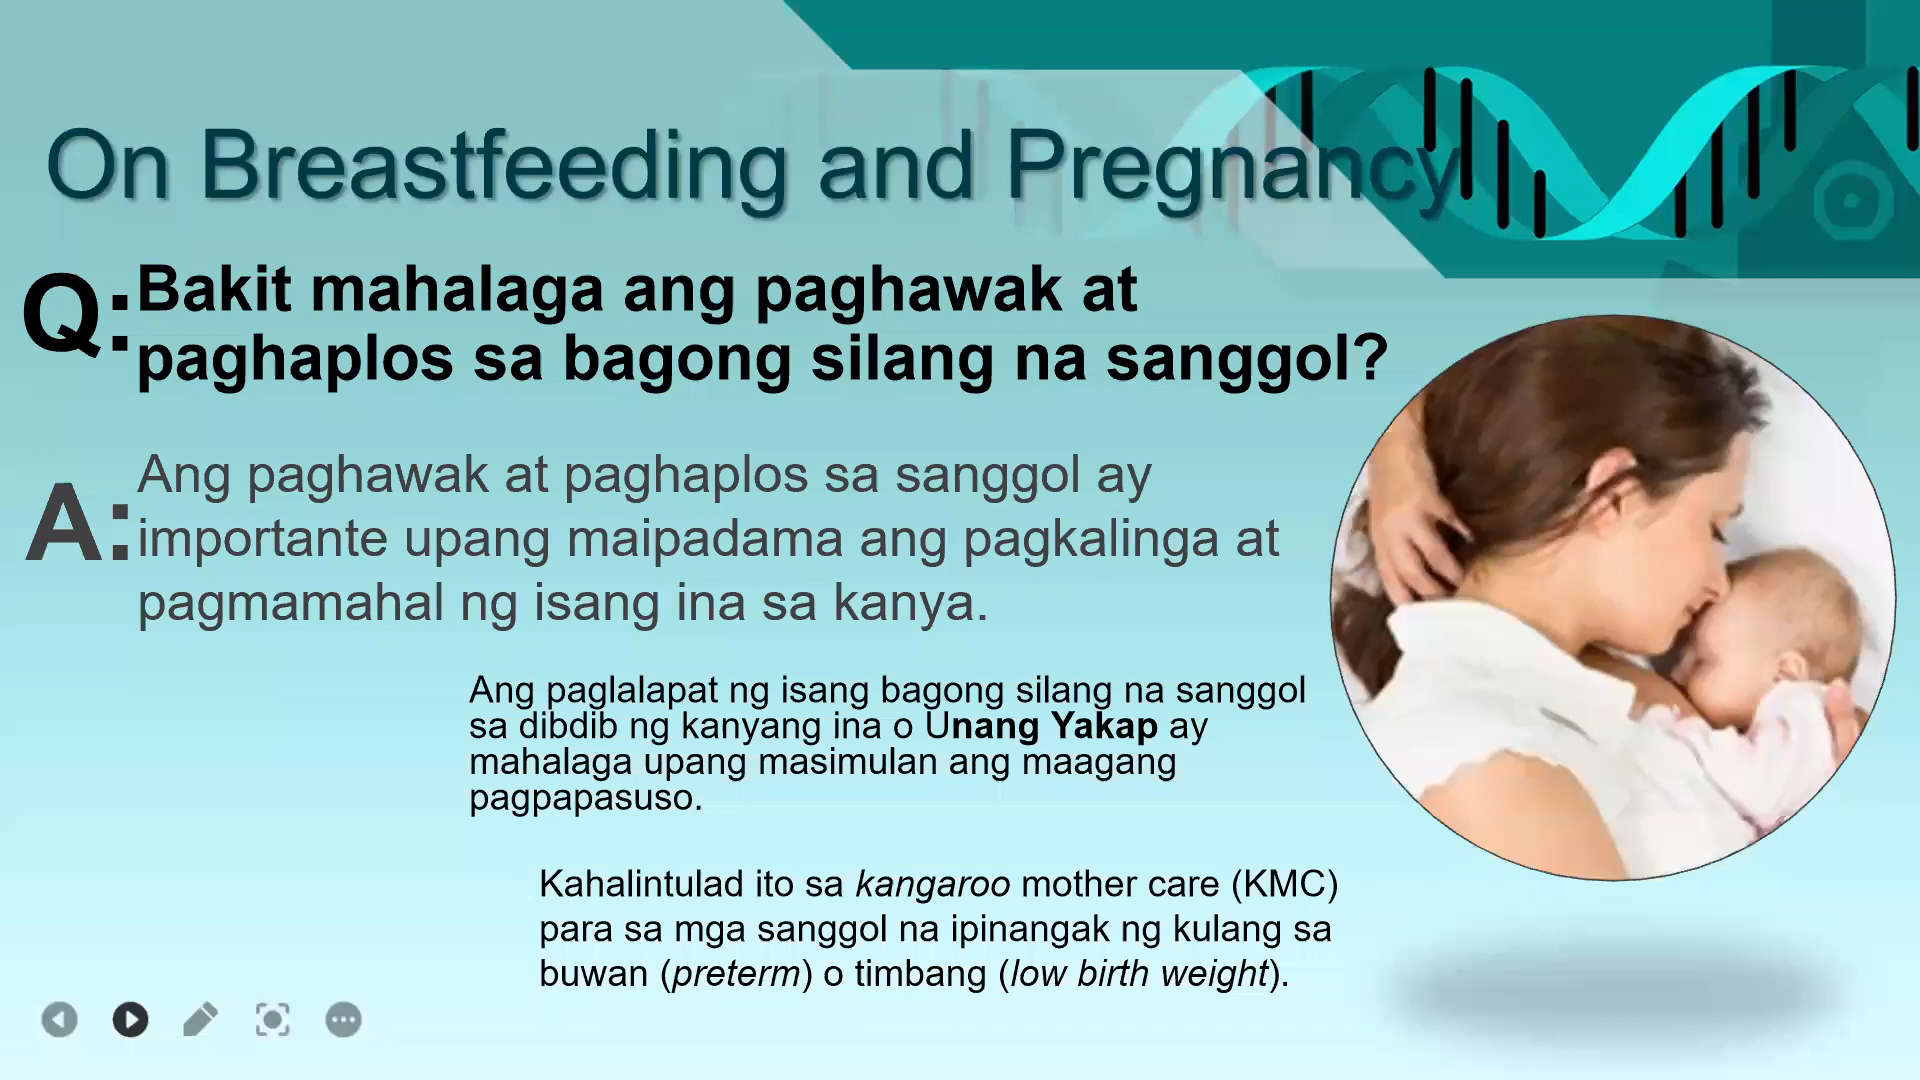 On Breastfeeding and Pregnancy
Q: Bakit mahalaga ang paghawak at
paghaplos sa bagong silang na sanggol?
A: Ang paghawak at paghaplos sa sanggol ay
importante upang maipadama ang pagkalinga at
pagmamahal ng isang ina sa kanya.
Ang paglalapat ng isang bagong silang na sanggol
sa dibdib ng kanyang ina o Unang Yakap ay
mahalaga upang masimulan ang maagang
pagpapasuso.
Kahalintulad ito sa kangaroo mother care (KMC)
para sa mga sanggol na ipinangak ng kulang sa
buwan (preterm) o timbang (low birth weight).